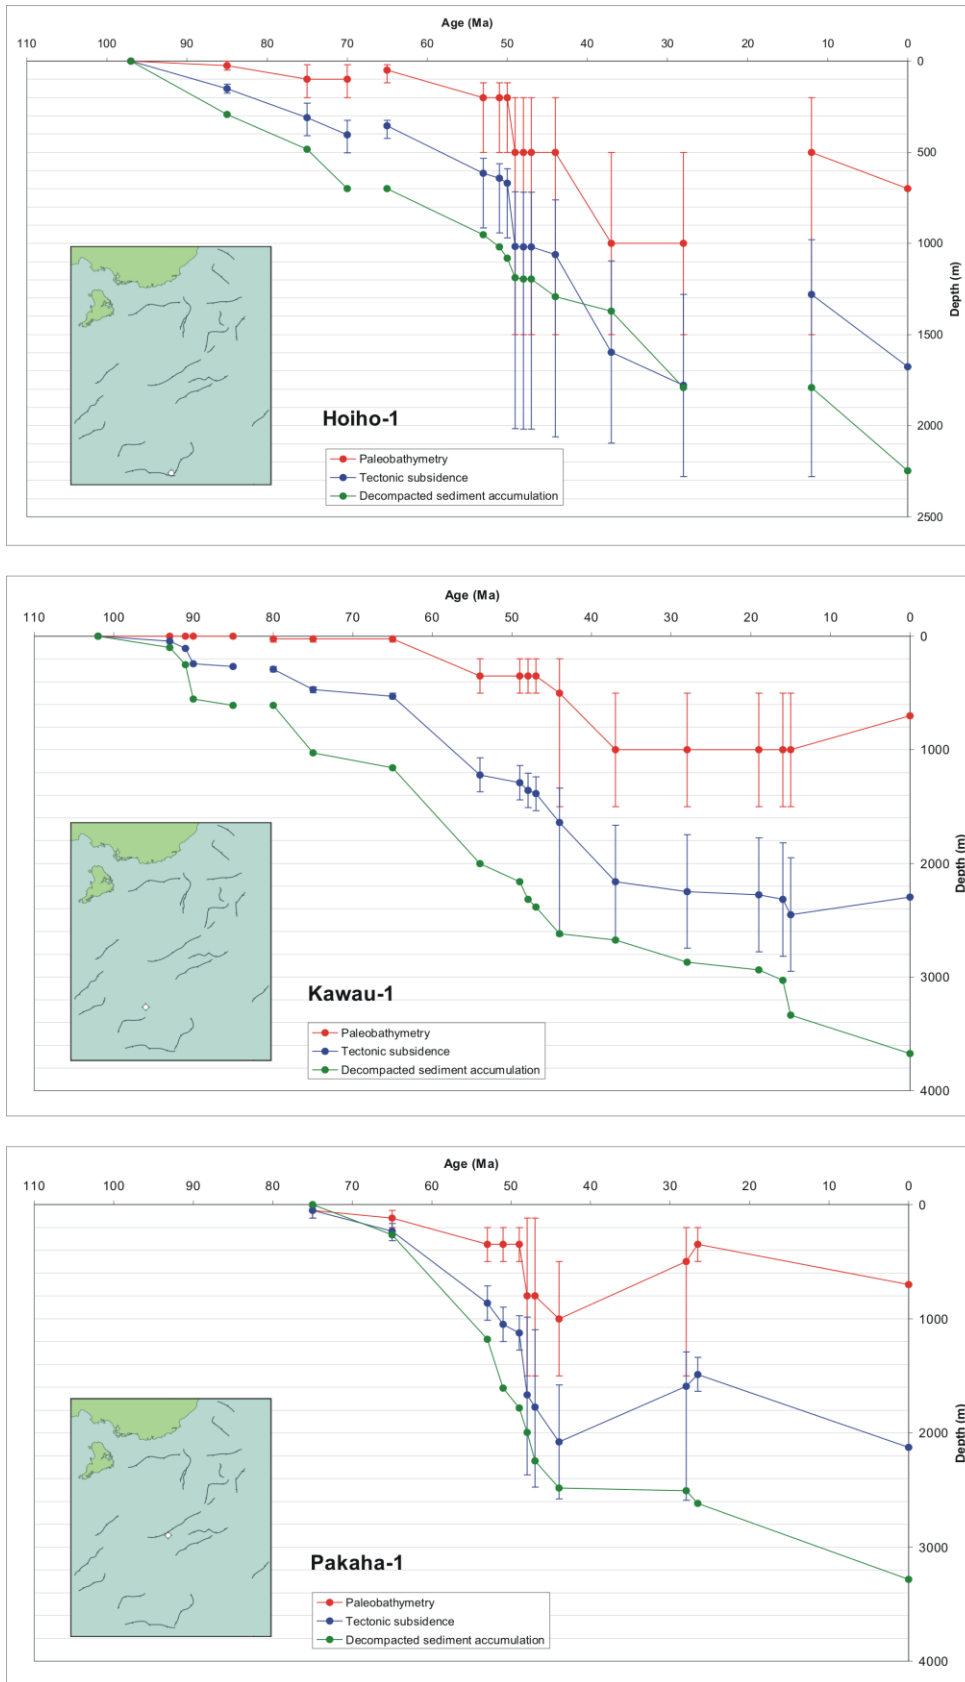 Age (Ma)
110 100 90 80 70 60 50 40 30 20 10 0
0
500
1000
1500
2000
2500
Depth (m)
Hoiho-1
Paleobathymetry
Tectonic subsidence
Decompacted sediment accumulation
Age (Ma)
110 100 90 80 70 60 50 40 30 20 10 0
0
1000
2000
3000
4000
Depth (m)
Kawau-1
Paleobathymetry
Tectonic subsidence
Decompacted sediment accumulation
Age (Ma)
110 100 90 80 70 60 50 40 30 20 10 0
0
1000
2000
3000
4000
Depth (m)
Pakaha-1
Paleobathymetry
Tectonic subsidence
Decompacted sediment accumulation